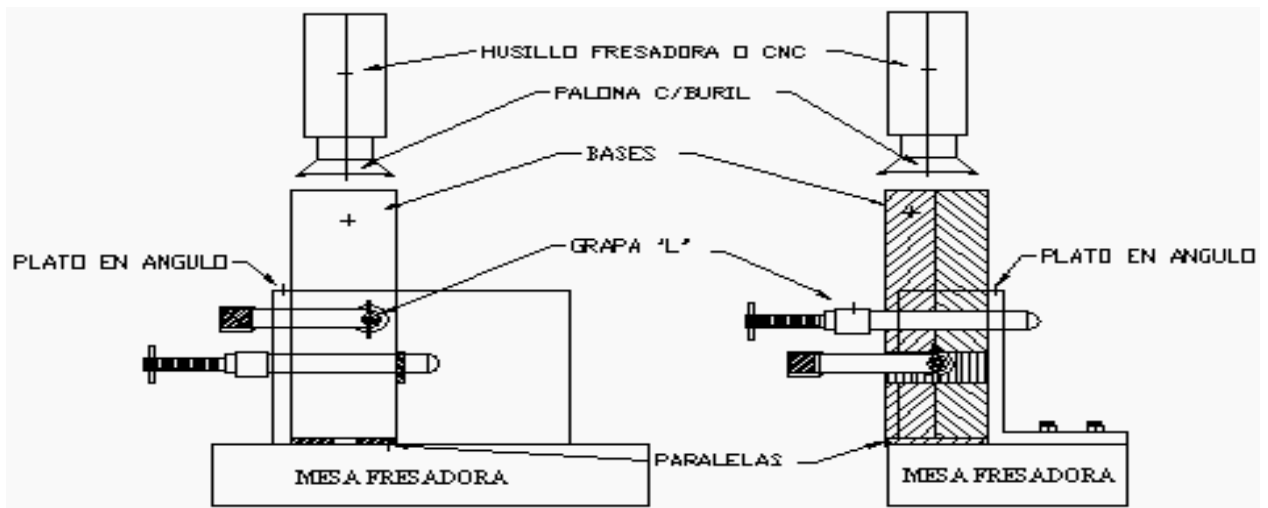 HUSILLO FRESADORA O CNC
PALONA C/BURIL
BASES
GRAPA "L"
PLATO EN ANGULO
PLATO EN ANGULO
PARALELAS
MESA FRESADORA
MESA FRESADORA